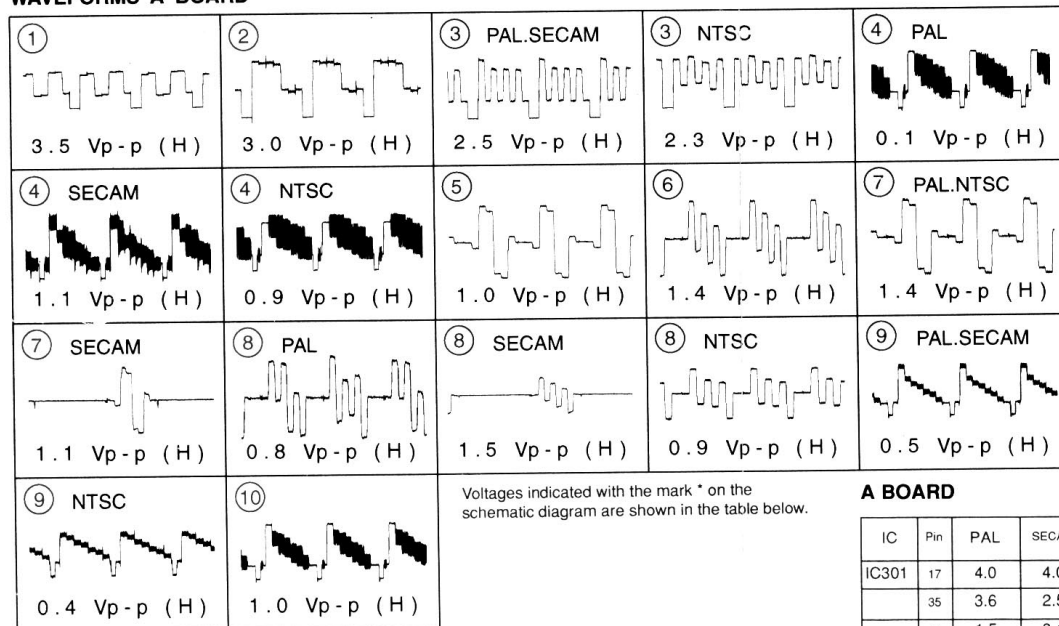 WAVEFORMS A BOARD
① ② ③ PAL.SECAM ③ NTSC ④ PAL
3.5 Vp-p (H) 3.0 Vp-p (H) 2.5 Vp-p (H) 2.3 Vp-p (H) 0.1 Vp-p (H)
④ SECAM ④ NTSC ⑤ ⑥ ⑦ PAL.NTSC
1.1 Vp-p (H) 0.9 Vp-p (H) 1.0 Vp-p (H) 1.4 Vp-p (H) 1.4 Vp-p (H)
⑦ SECAM ⑧ PAL ⑧ SECAM ⑧ NTSC ⑨ PAL.SECAM
1.1 Vp-p (H) 0.8 Vp-p (H) 1.5 Vp-p (H) 0.9 Vp-p (H) 0.5 Vp-p (H)
⑨ NTSC ⑩
0.4 Vp-p (H) 1.0 Vp-p (H)
Voltages indicated with the mark * on the
schematic diagram are shown in the table below.
A BOARD
IC Pin PAL
IC301 17 4.0 4.0
35 3.6 2.5